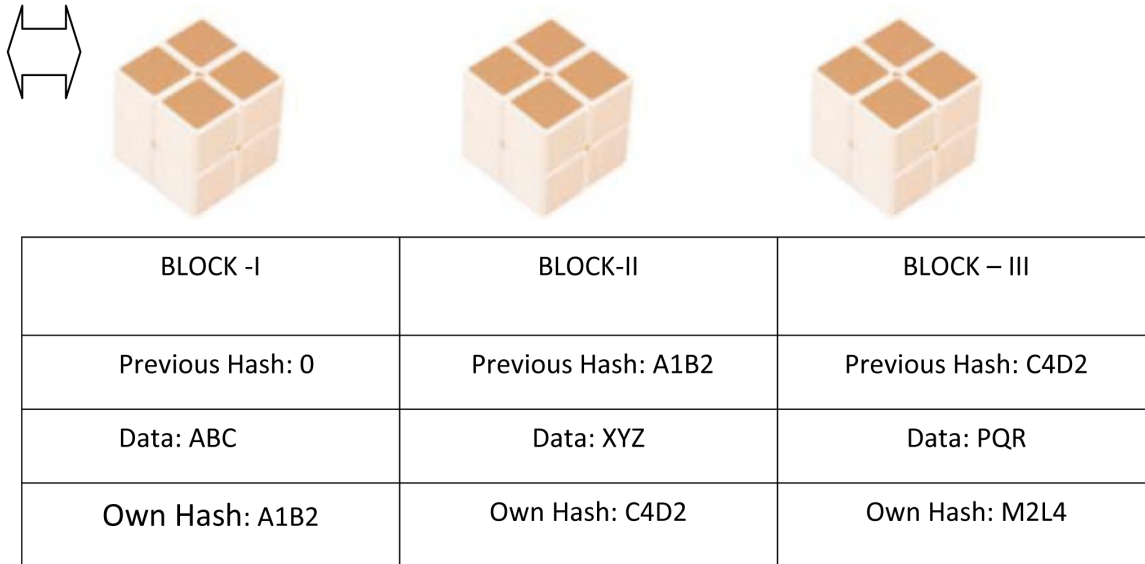 BLOCK -I BLOCK-II BLOCK – III
Previous Hash: 0 Previous Hash: A1B2 Previous Hash: C4D2
Data: ABC Data: XYZ Data: PQR
Own Hash: A1B2 Own Hash: C4D2 Own Hash: M2L4